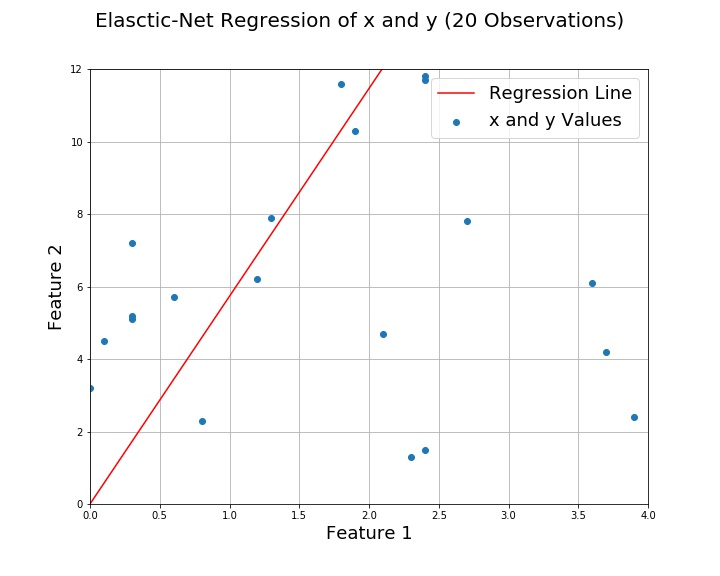 Elasctic-Net Regression of x and y (20 Observations)
12
10
8
6
4
2
0
Feature 2
Regression Line
x and y Values
0.0 0.5 1.0 1.5 2.0 2.5 3.0 3.5 4.0
Feature 1